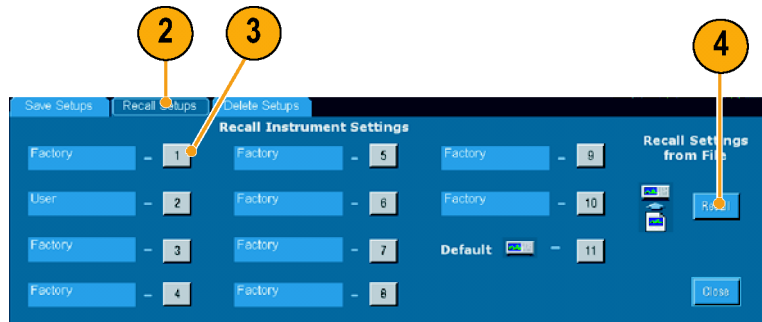 2 3 4
Save Setups Recall Setups Delete Setups
Recall Instrument Settings
Factory - 1 Factory - 5 Factory - 9
Recall Settings
from File
User - 2 Factory - 6 Factory - 10 Recall
Factory - 3 Factory - 7 Default - 11
Factory - 4 Factory - 8 Close